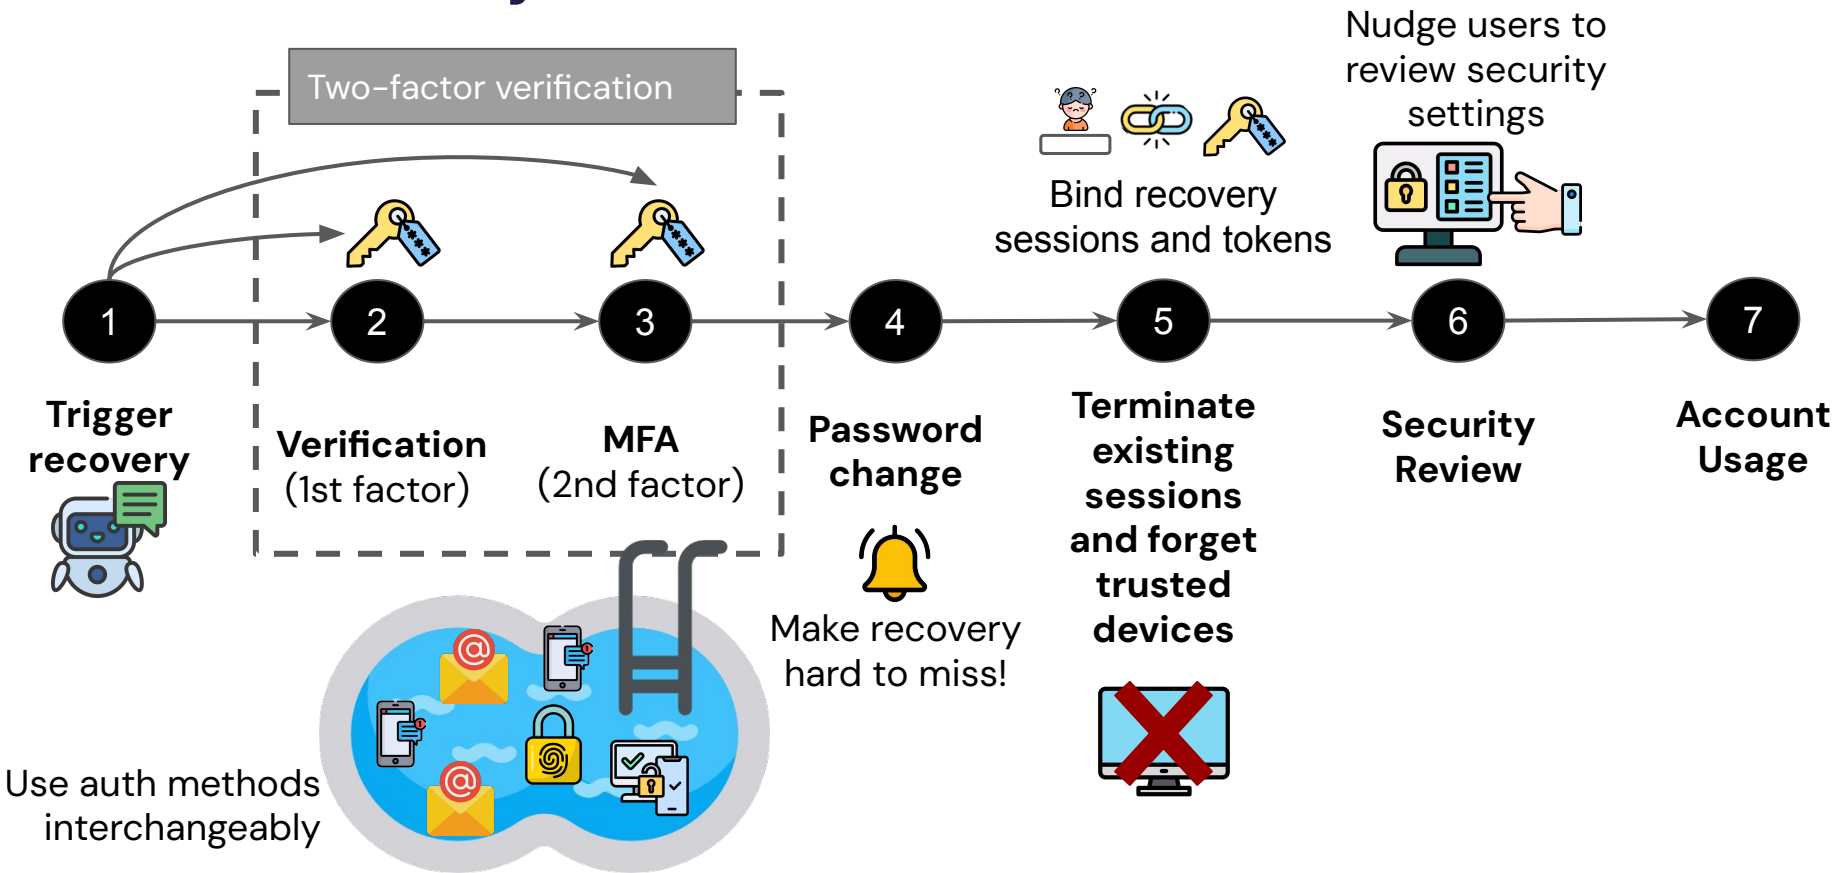 Two-factor verification
Nudge users to
review security
settings
Bind recovery
sessions and tokens
1
2
3
4
5
6
7
Trigger
recovery
Verification
(1st factor)
MFA
(2nd factor)
Password
change
Terminate
existing
sessions
and forget
trusted
devices
Security
Review
Account
Usage
Make recovery
hard to miss!
Use auth methods
interchangeably